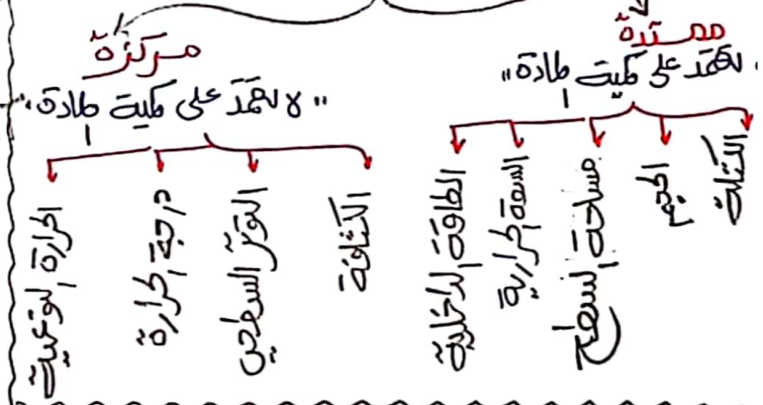 ممتدة
"تعتمد على كمية المادة"
الكتلة
الحجم
مساحة السطح
السعة الحرارية
الطاقة الداخلية
مركزة
"لا تعتمد على كمية المادة"
الكثافة
التوتر السطحي
درجة الحرارة
الحرارة النوعية